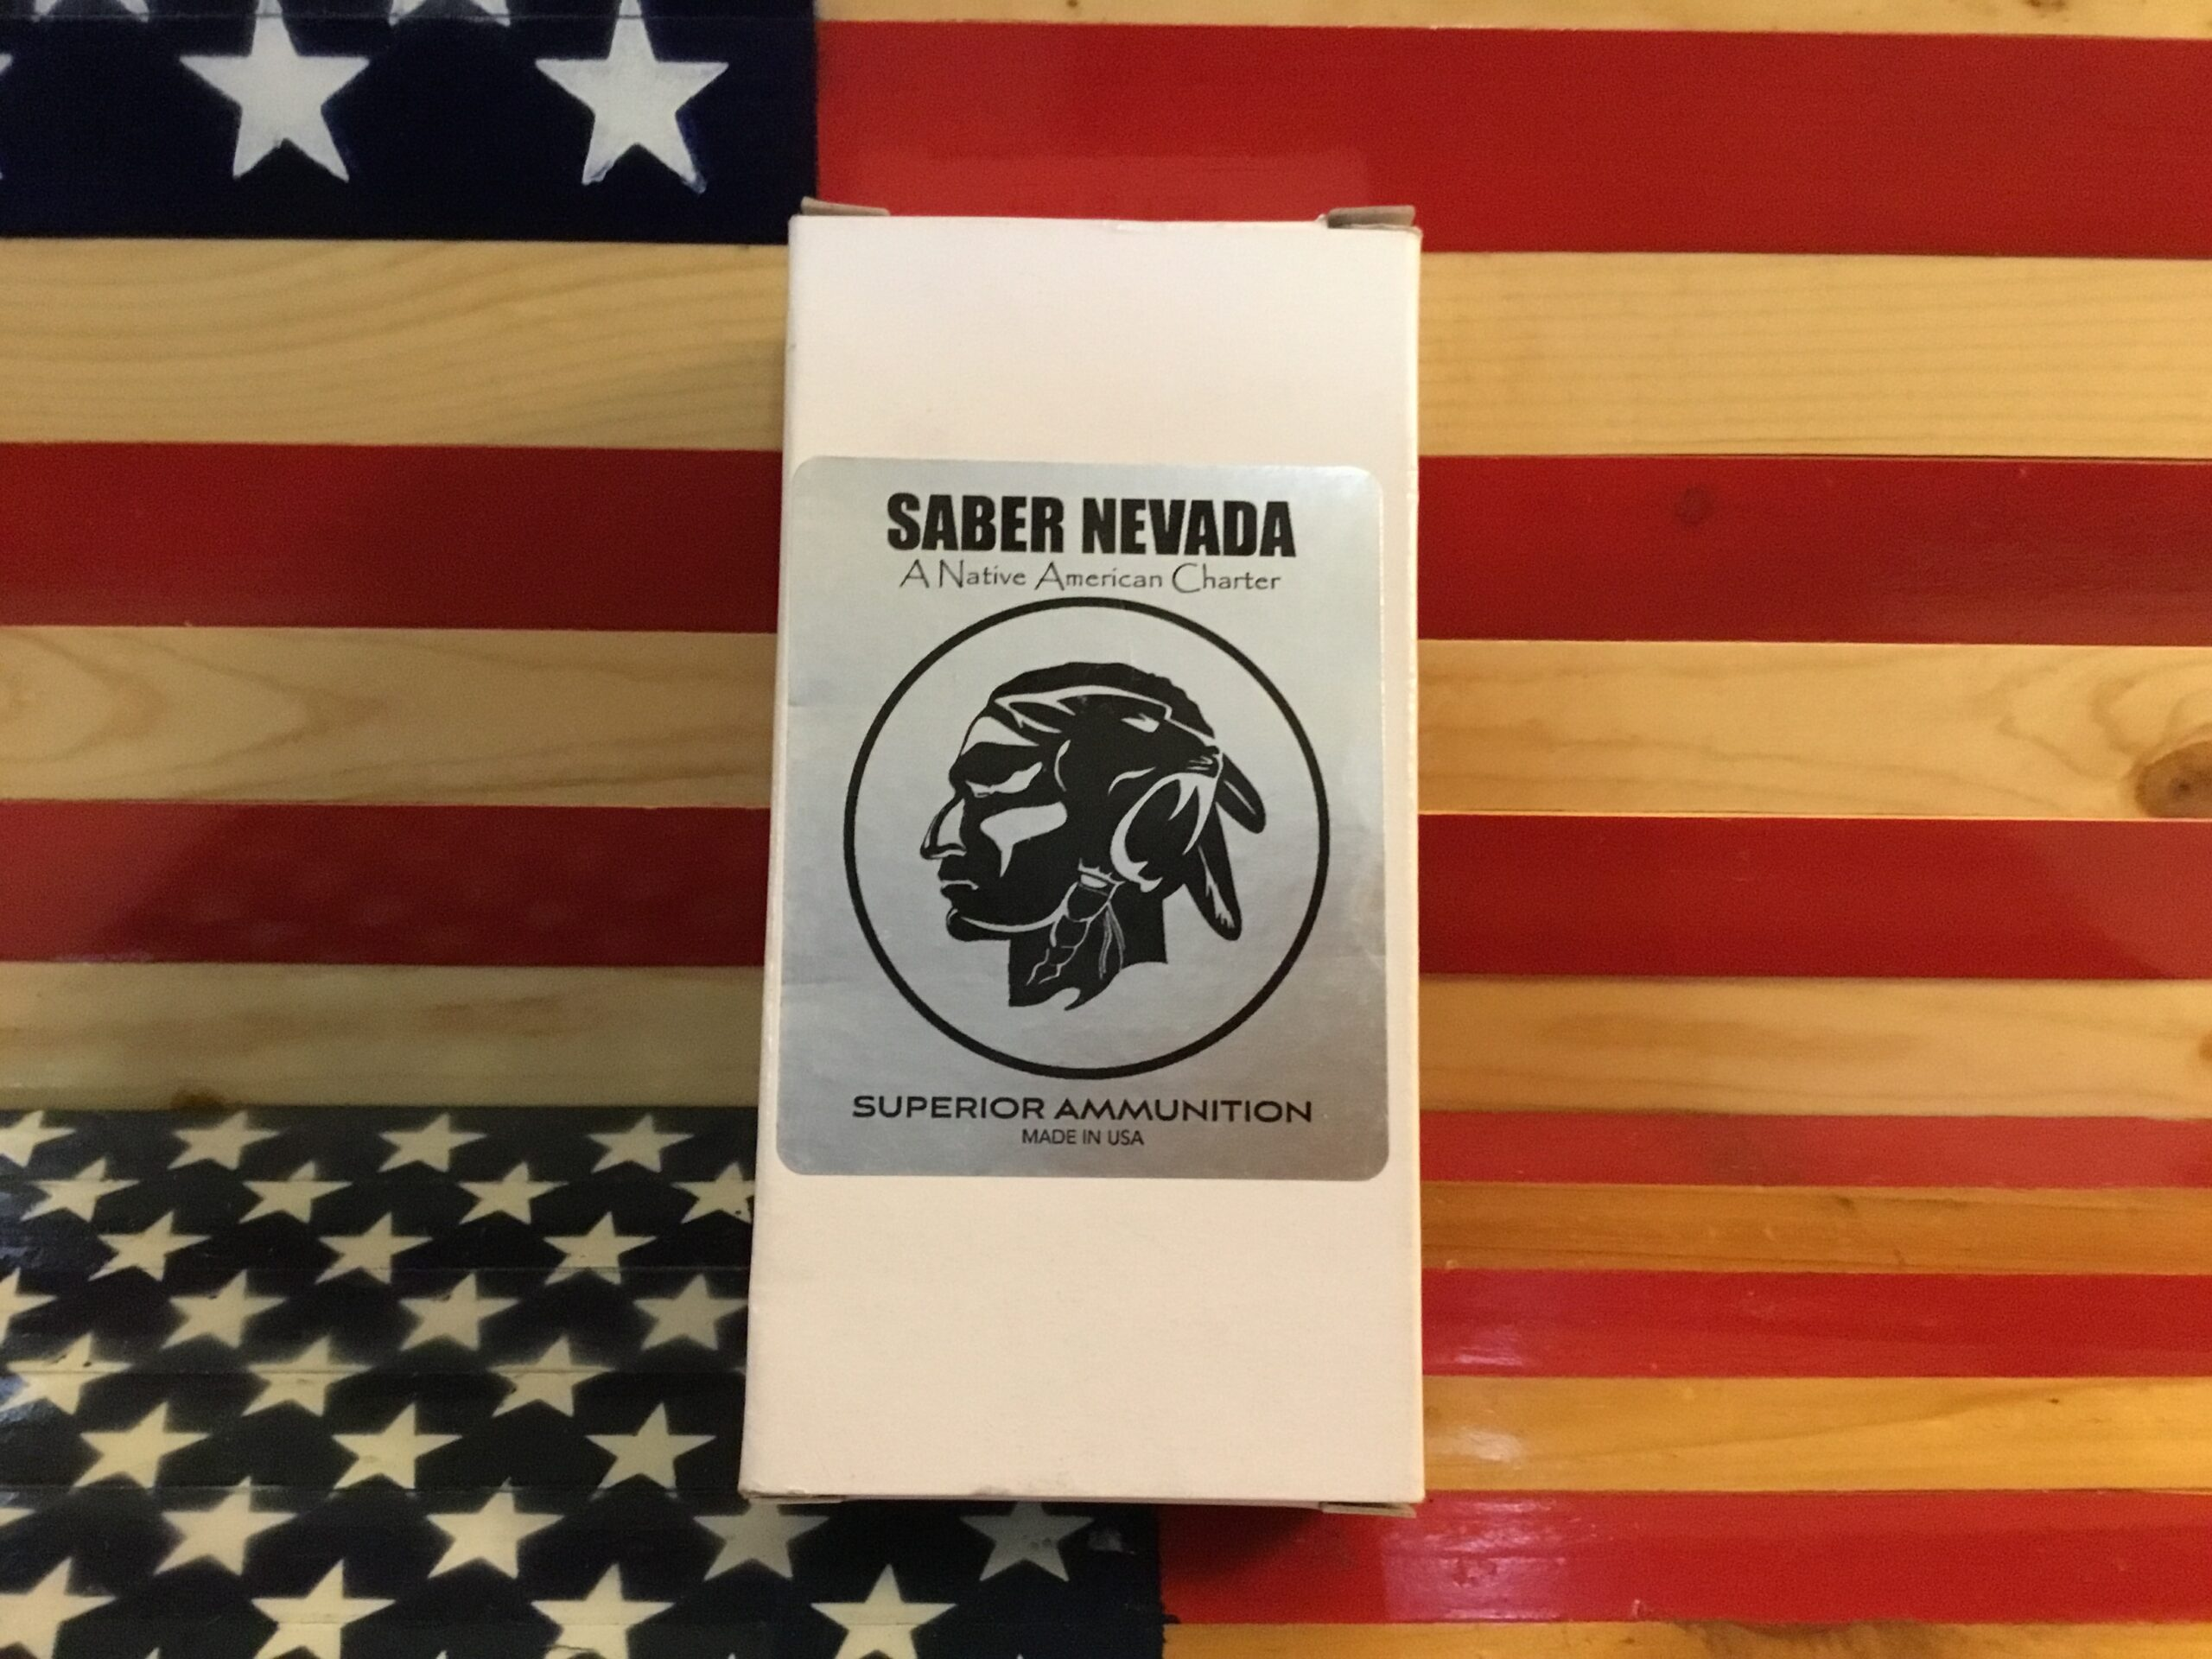 SABER NEVADA
A Native American Charter
SUPERIOR AMMUNITION
MADE IN USA